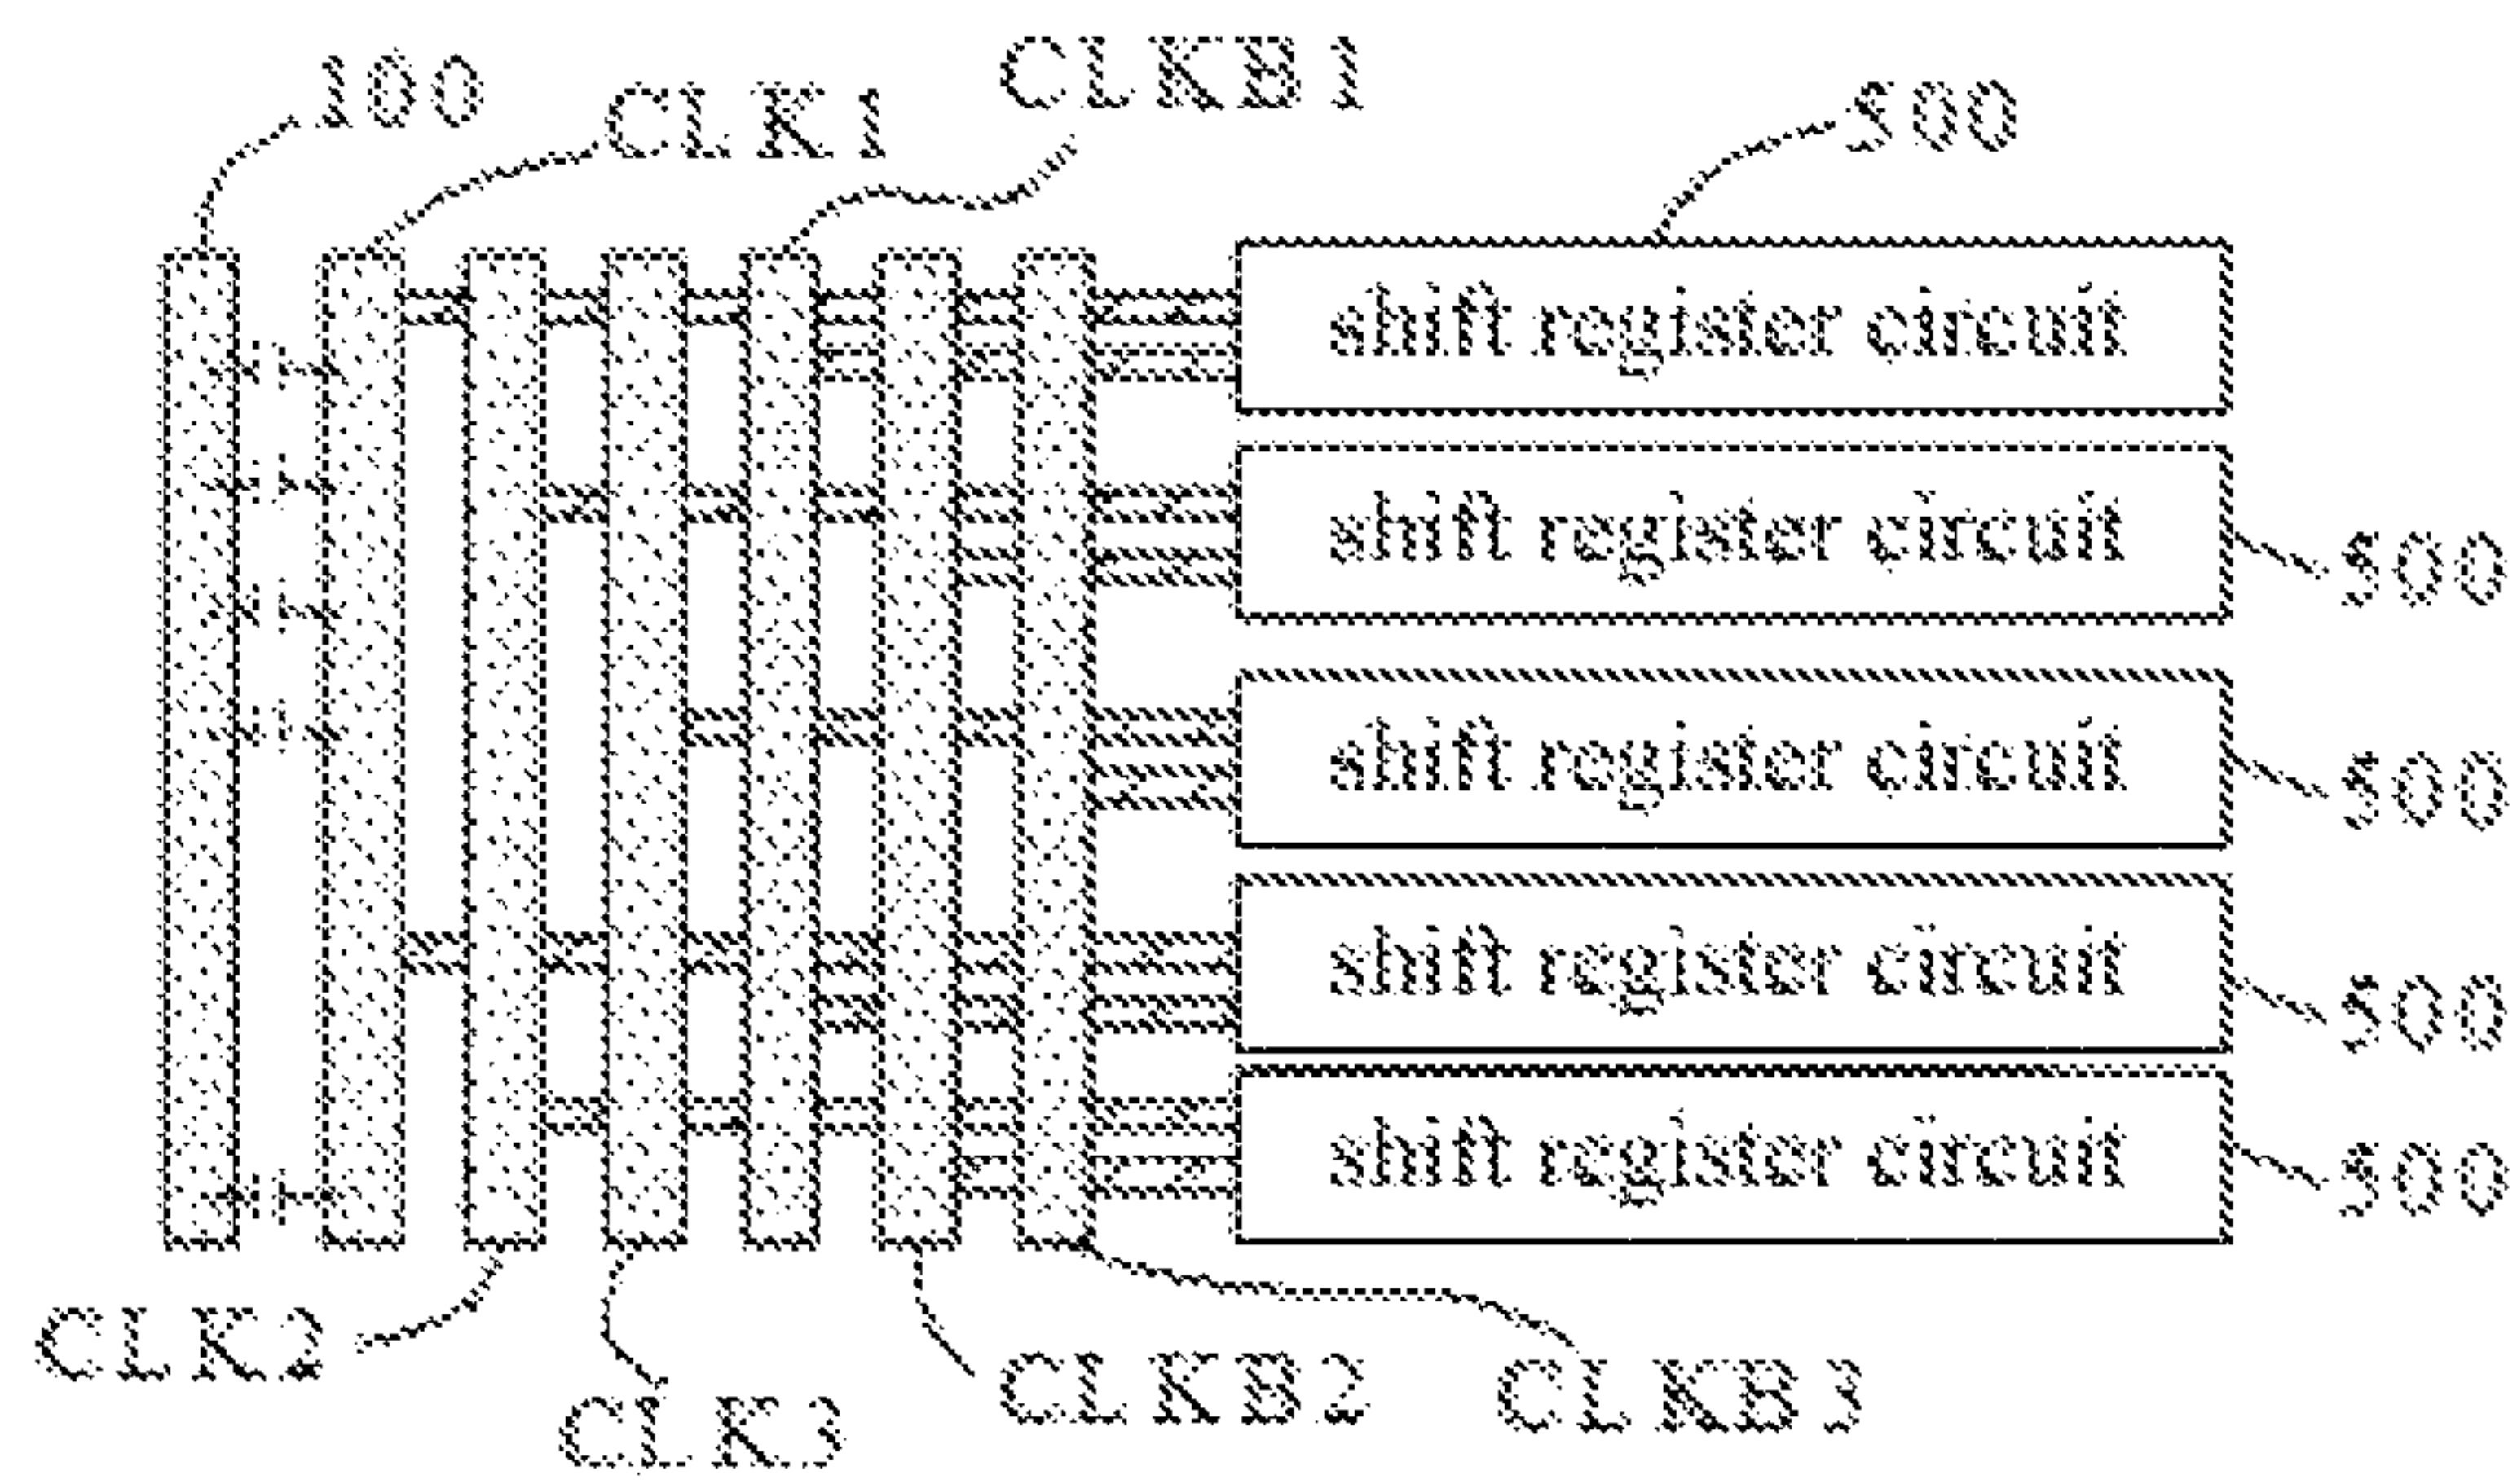 100
CLK1
CLKB1
500
shift register circuit
shift register circuit
500
shift register circuit
500
shift register circuit
500
shift register circuit
500
CLK2
CLK3
CLKB2
CLKB3